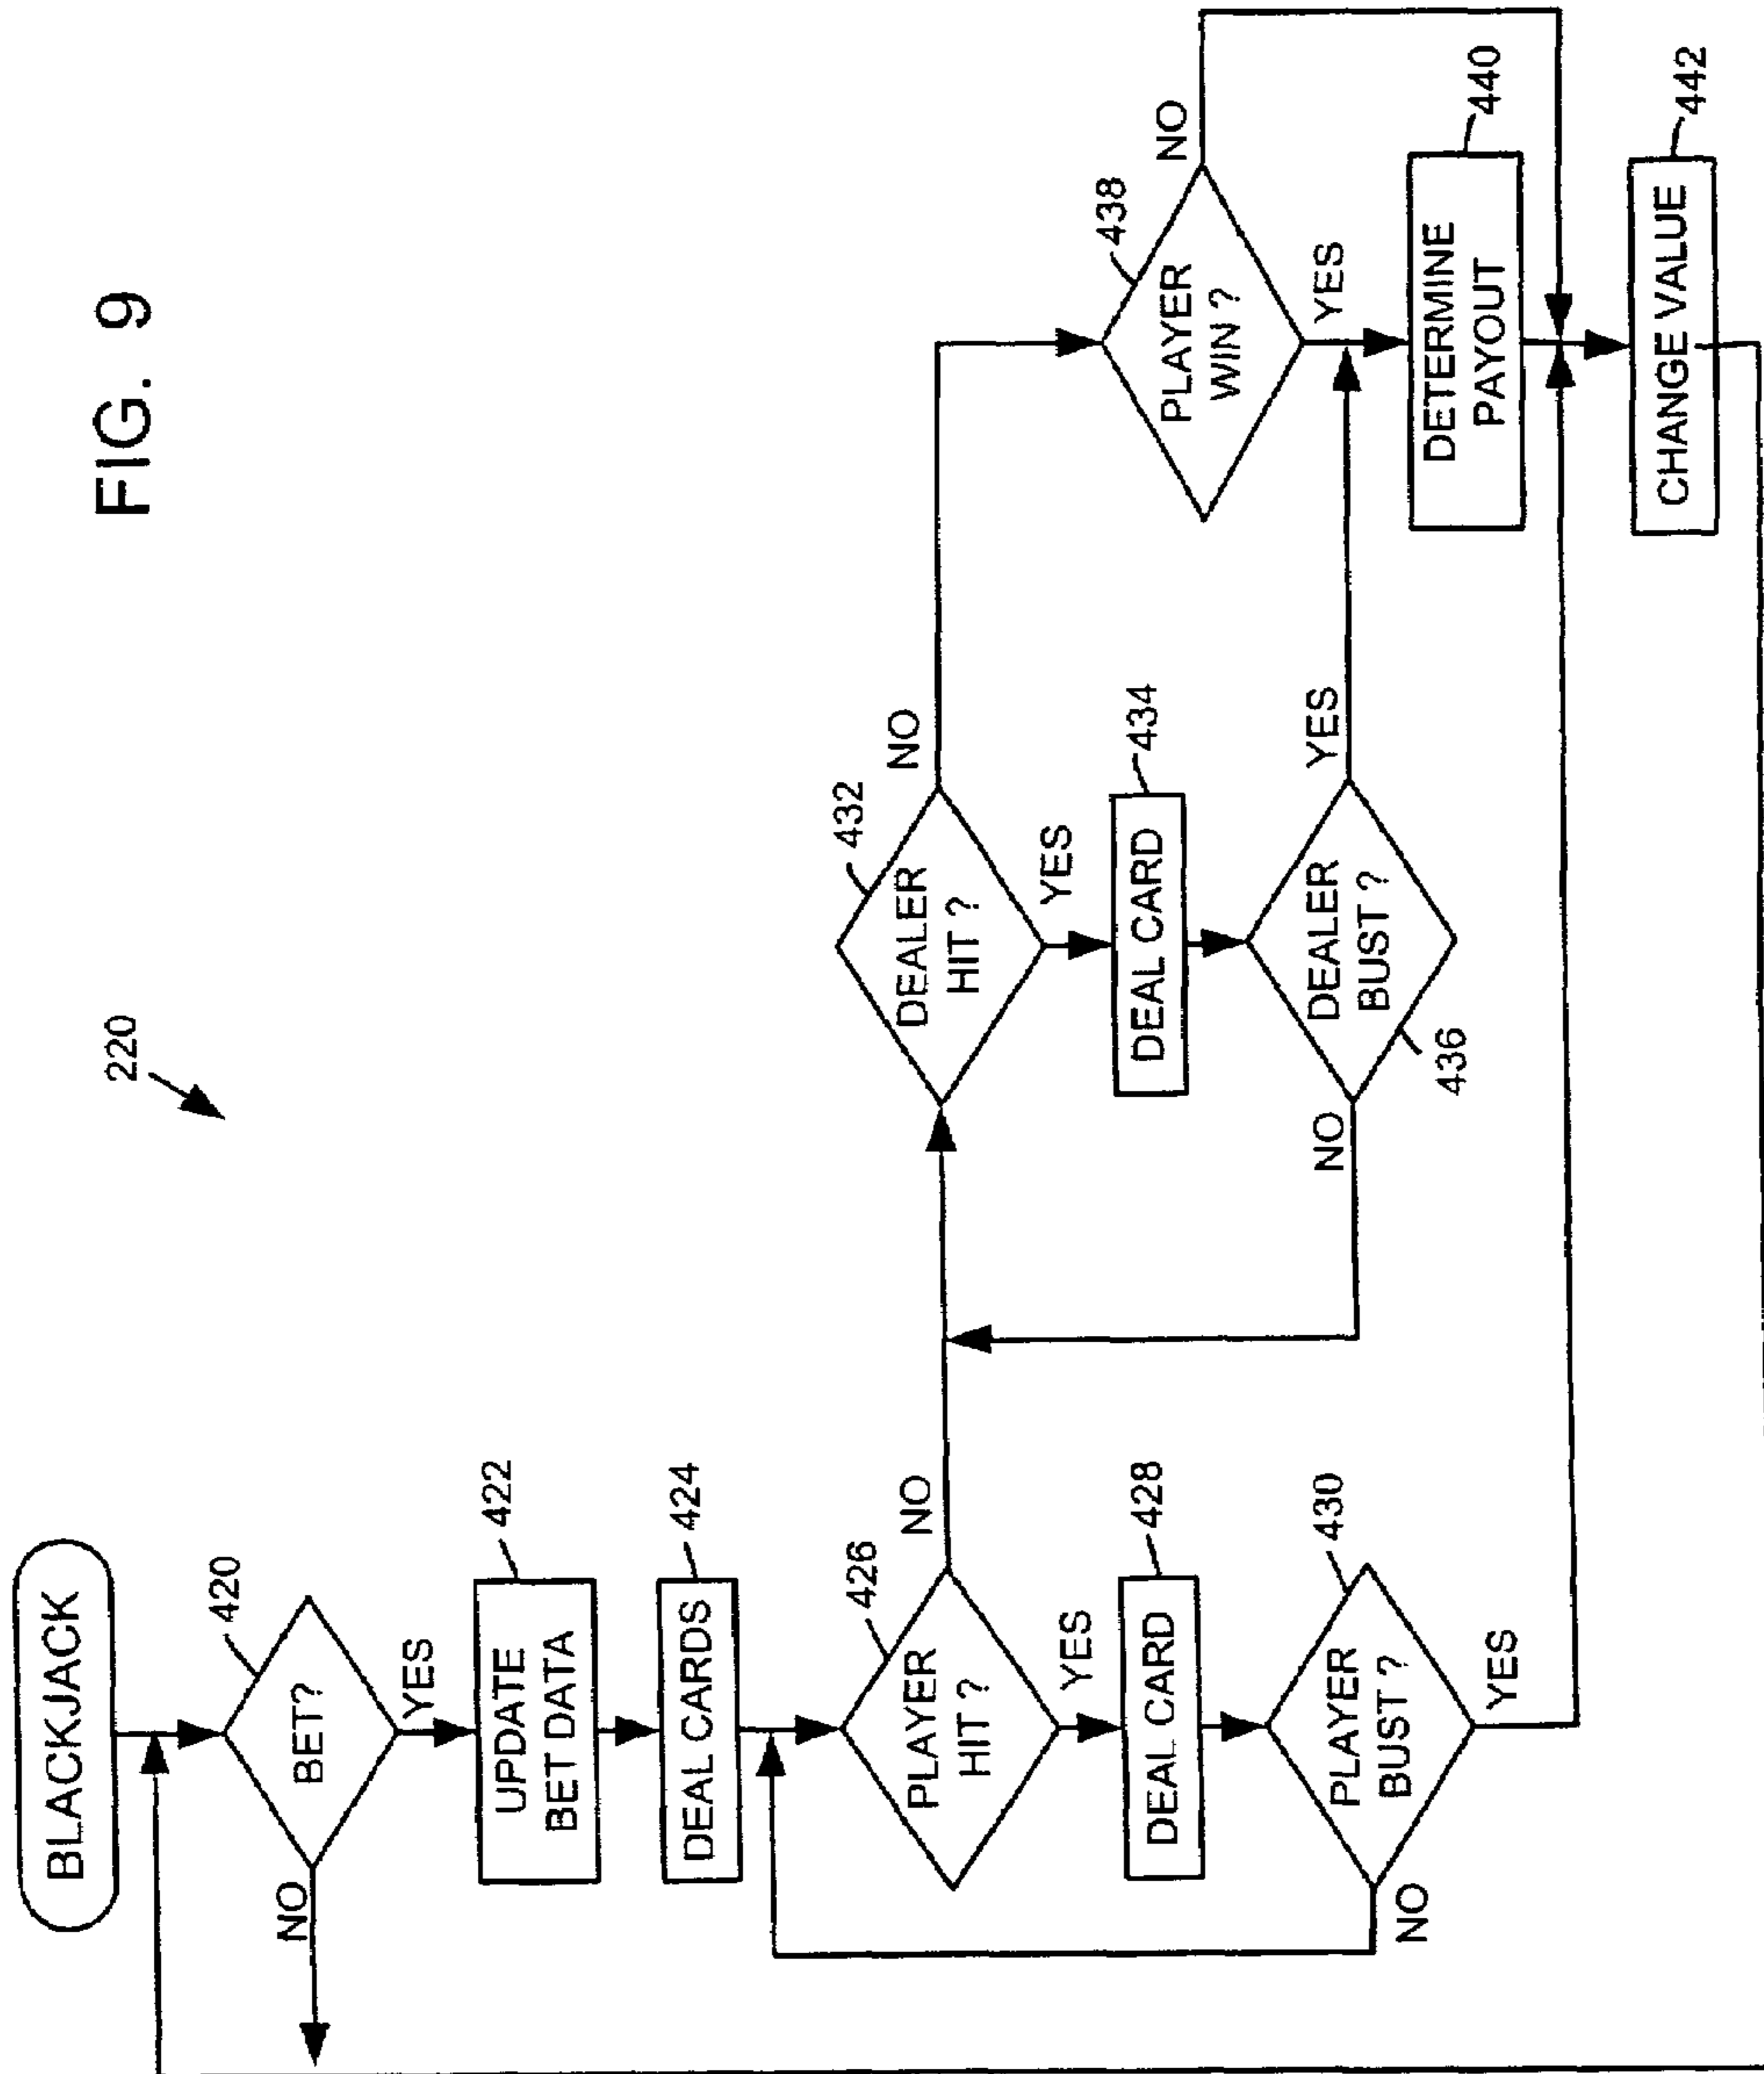 FIG. 9
220
BLACKJACK
420
BET?
NO
YES
422
UPDATE
BET DATA
424
DEAL CARDS
426
PLAYER
HIT ?
NO
YES
428
DEAL CARD
430
PLAYER
BUST ?
NO
YES
432
DEALER
HIT ?
NO
YES
434
DEAL CARD
DEALER
BUST ?
436
NO
YES
438
PLAYER
WIN ?
NO
YES
440
DETERMINE
PAYOUT
442
CHANGE VALUE